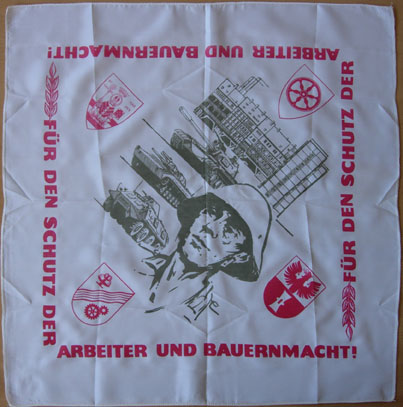 ARBEITER UND BAUERNMACHT!
FÜR DEN SCHUTZ DER
FÜR DEN SCHUTZ DER
ARBEITER UND BAUERNMACHT!